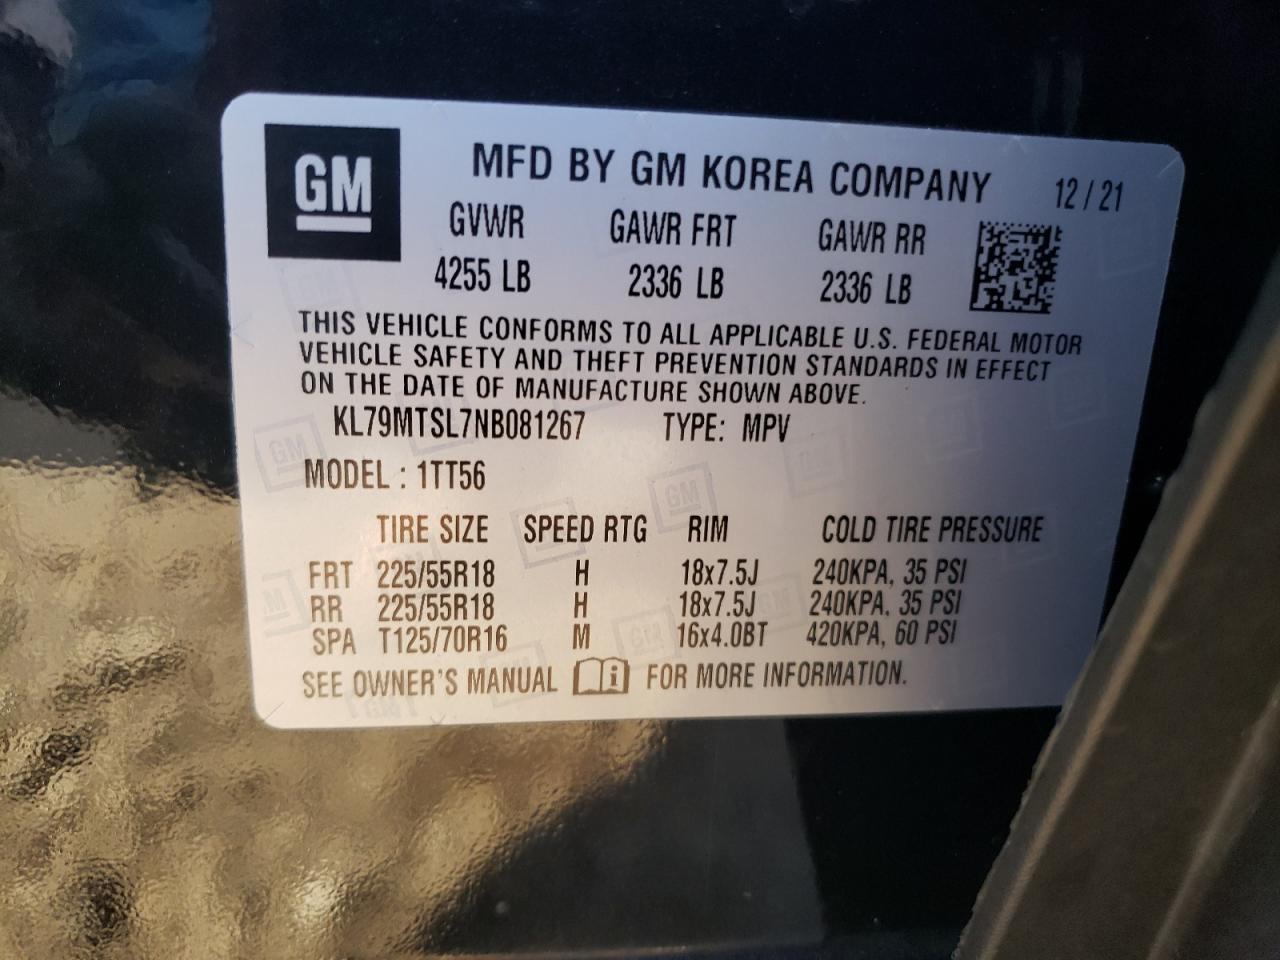 GM
MFD BY GM KOREA COMPANY 12 / 21
GVWR GAWR FRT GAWR RR
4255 LB 2336 LB 2336 LB
THIS VEHICLE CONFORMS TO ALL APPLICABLE U.S. FEDERAL MOTOR
VEHICLE SAFETY AND THEFT PREVENTION STANDARDS IN EFFECT
ON THE DATE OF MANUFACTURE SHOWN ABOVE.
KL79MTSL7NB081267 TYPE: MPV
MODEL : 1TT56
TIRE SIZE SPEED RTG RIM COLD TIRE PRESSURE
FRT 225/55R18 H 18x7.5J 240KPA, 35 PSI
RR 225/55R18 H 18x7.5J 240KPA, 35 PSI
SPA T125/70R16 M 16x4.0BT 420KPA, 60 PSI
SEE OWNER'S MANUAL i FOR MORE INFORMATION.